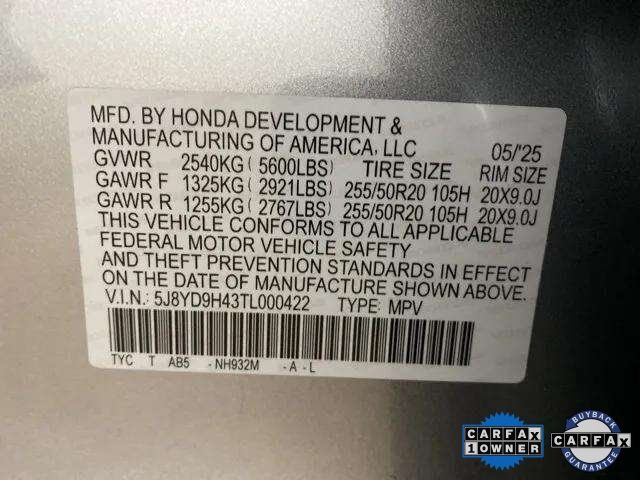 MFD. BY HONDA DEVELOPMENT &
MANUFACTURING OF AMERICA, LLC 05/'25
GVWR 2540KG ( 5600LBS) TIRE SIZE RIM SIZE
GAWR F 1325KG ( 2921LBS) 255/50R20 105H 20X9.0J
GAWR R 1255KG ( 2767LBS) 255/50R20 105H 20X9.0J
THIS VEHICLE CONFORMS TO ALL APPLICABLE
FEDERAL MOTOR VEHICLE SAFETY
AND THEFT PREVENTION STANDARDS IN EFFECT
ON THE DATE OF MANUFACTURE SHOWN ABOVE.
V.I.N.: 5J8YD9H43TL000422 TYPE: MPV
TYC T AB5 - NH932M - A - L
CARFAX
1 OWNER
BUYBACK
CARFAX
GUARANTEE